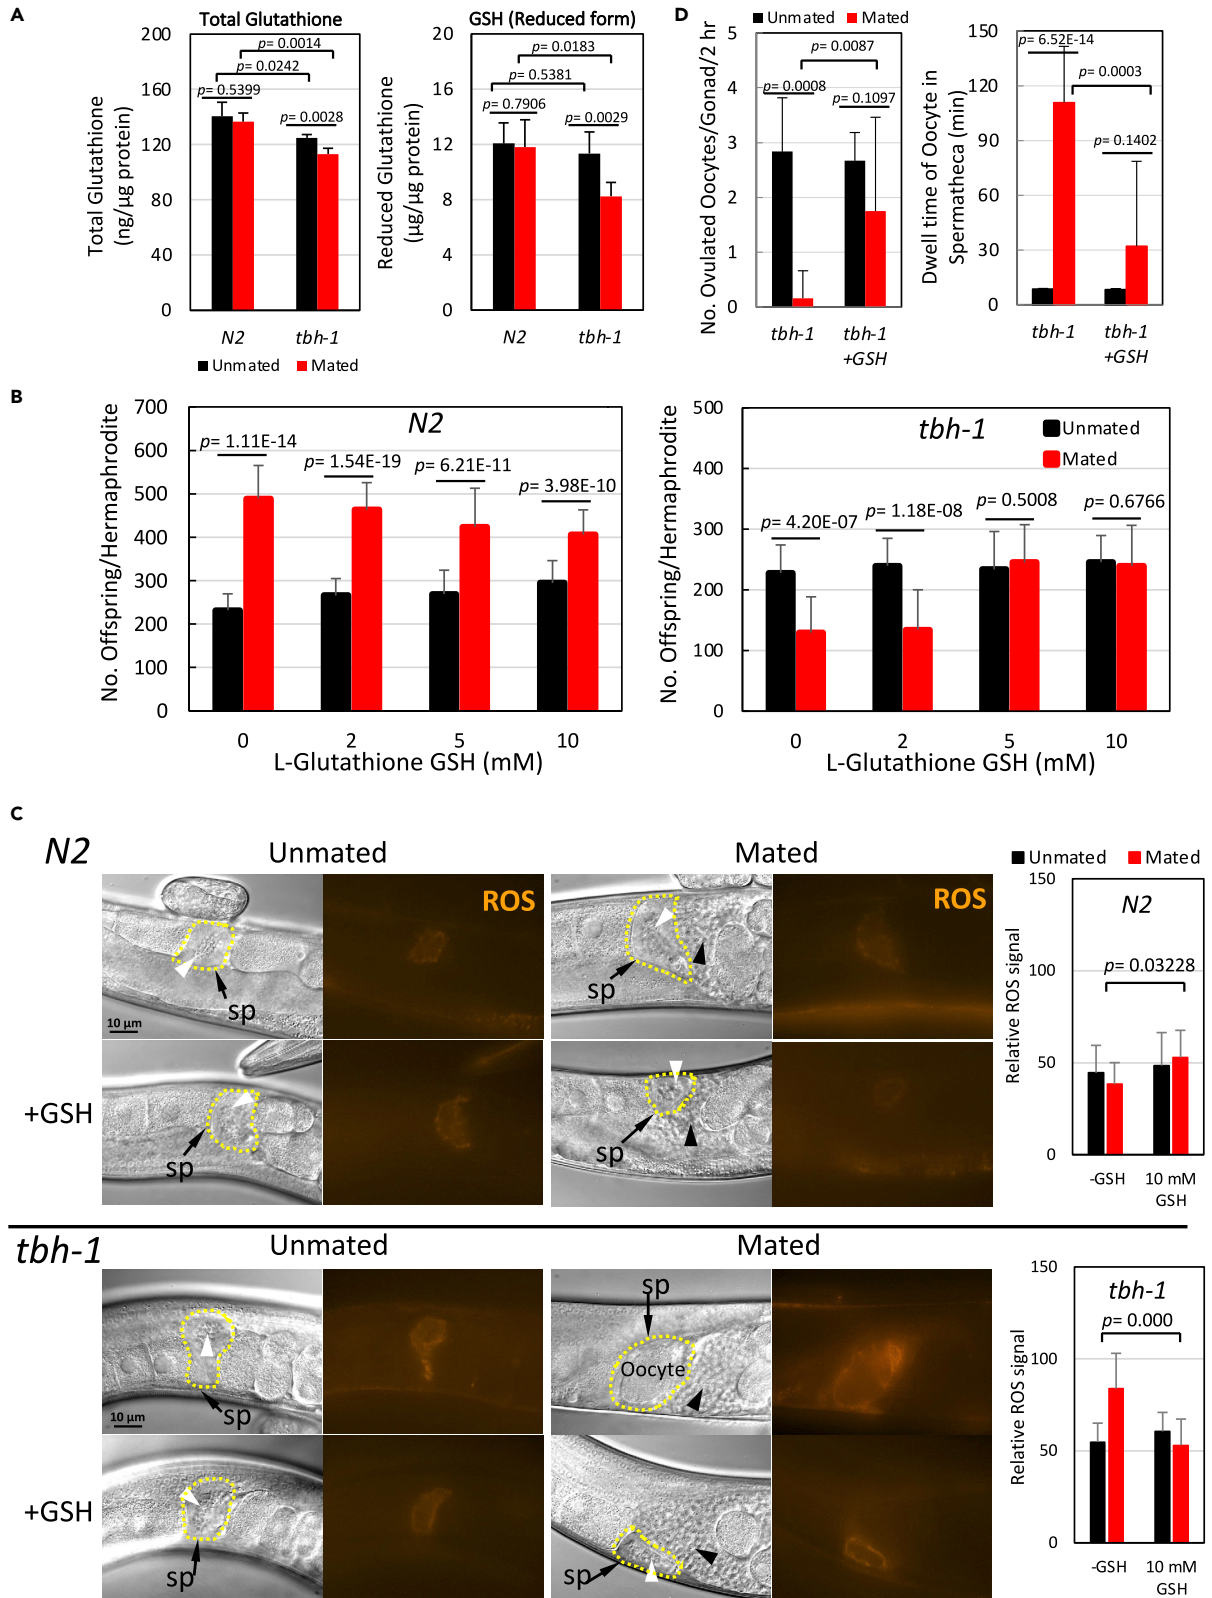 A
Total Glutathione
GSH (Reduced form)
Total Glutathione
(ng/µg protein)
200
160
120
80
40
0
p= 0.0014
p= 0.0242
p= 0.5399
p= 0.0028
N2
tbh-1
Unmated
Mated
Reduced Glutathione
(µg/µg protein)
20
16
12
8
4
0
p= 0.0183
p= 0.5381
p= 0.7906
p= 0.0029
N2
tbh-1
D
Unmated
Mated
No. Ovulated Oocytes/Gonad/2 hr
5
4
3
2
1
0
p= 0.0087
p= 0.0008
p= 0.1097
tbh-1
tbh-1
+GSH
Dwell time of Oocyte in
Spermatheca (min)
150
120
90
60
30
0
p= 6.52E-14
p= 0.0003
p= 0.1402
tbh-1
tbh-1
+GSH
B
No. Offspring/Hermaphrodite
700
600
500
400
300
200
100
0
N2
p= 1.11E-14
p= 1.54E-19
p= 6.21E-11
p= 3.98E-10
0
2
5
10
L-Glutathione GSH (mM)
No. Offspring/Hermaphrodite
500
400
300
200
100
0
tbh-1
Unmated
Mated
p= 4.20E-07
p= 1.18E-08
p= 0.5008
p= 0.6766
0
2
5
10
L-Glutathione GSH (mM)
C
N2
Unmated
Mated
ROS
ROS
sp
sp
10 µm
+GSH
sp
sp
Unmated
Mated
Relative ROS signal
150
100
50
0
N2
p= 0.03228
-GSH
10 mM
GSH
tbh-1
Unmated
Mated
sp
Oocyte
sp
10 µm
+GSH
sp
sp
Relative ROS signal
150
100
50
0
tbh-1
p= 0.000
-GSH
10 mM
GSH